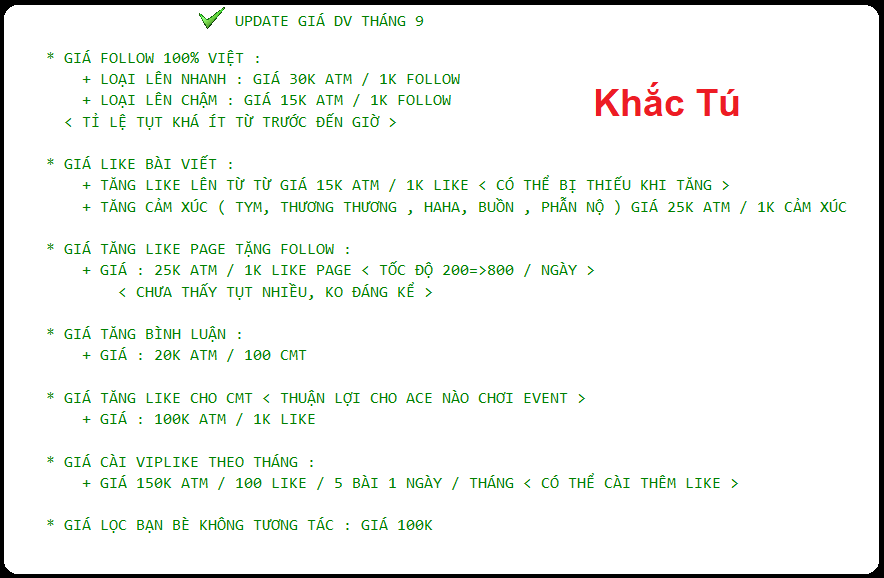 UPDATE GIÁ DV THÁNG 9
* GIÁ FOLLOW 100% VIỆT :
+ LOẠI LÊN NHANH : GIÁ 30K ATM / 1K FOLLOW
+ LOẠI LÊN CHẬM : GIÁ 15K ATM / 1K FOLLOW
< TỈ LỆ TỤT KHÁ ÍT TỪ TRƯỚC ĐẾN GIỜ >
Khắc Tú
* GIÁ LIKE BÀI VIẾT :
+ TĂNG LIKE LÊN TỪ TỪ GIÁ 15K ATM / 1K LIKE < CÓ THỂ BỊ THIẾU KHI TĂNG >
+ TĂNG CẢM XÚC ( TYM, THƯƠNG THƯƠNG , HAHA, BUỒN , PHẪN NỘ ) GIÁ 25K ATM / 1K CẢM XÚC
* GIÁ TĂNG LIKE PAGE TẶNG FOLLOW :
+ GIÁ : 25K ATM / 1K LIKE PAGE < TỐC ĐỘ 200=>800 / NGÀY >
< CHƯA THẤY TỤT NHIỀU, KO ĐÁNG KỂ >
* GIÁ TĂNG BÌNH LUẬN :
+ GIÁ : 20K ATM / 100 CMT
* GIÁ TĂNG LIKE CHO CMT < THUẬN LỢI CHO ACE NÀO CHƠI EVENT >
+ GIÁ : 100K ATM / 1K LIKE
* GIÁ CÀI VIPLIKE THEO THÁNG :
+ GIÁ 150K ATM / 100 LIKE / 5 BÀI 1 NGÀY / THÁNG < CÓ THỂ CÀI THÊM LIKE >
* GIÁ LỌC BẠN BÈ KHÔNG TƯƠNG TÁC : GIÁ 100K